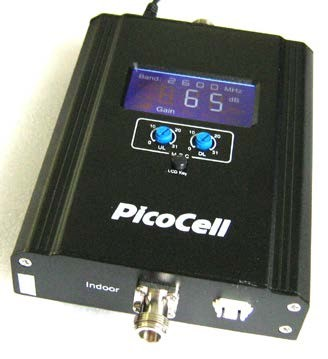 Band: 2600 MHz
65 dB
Gain
10 20 10 20
0 31 0 31
UL M G C DL
LCD Key
PicoCell
Indoor